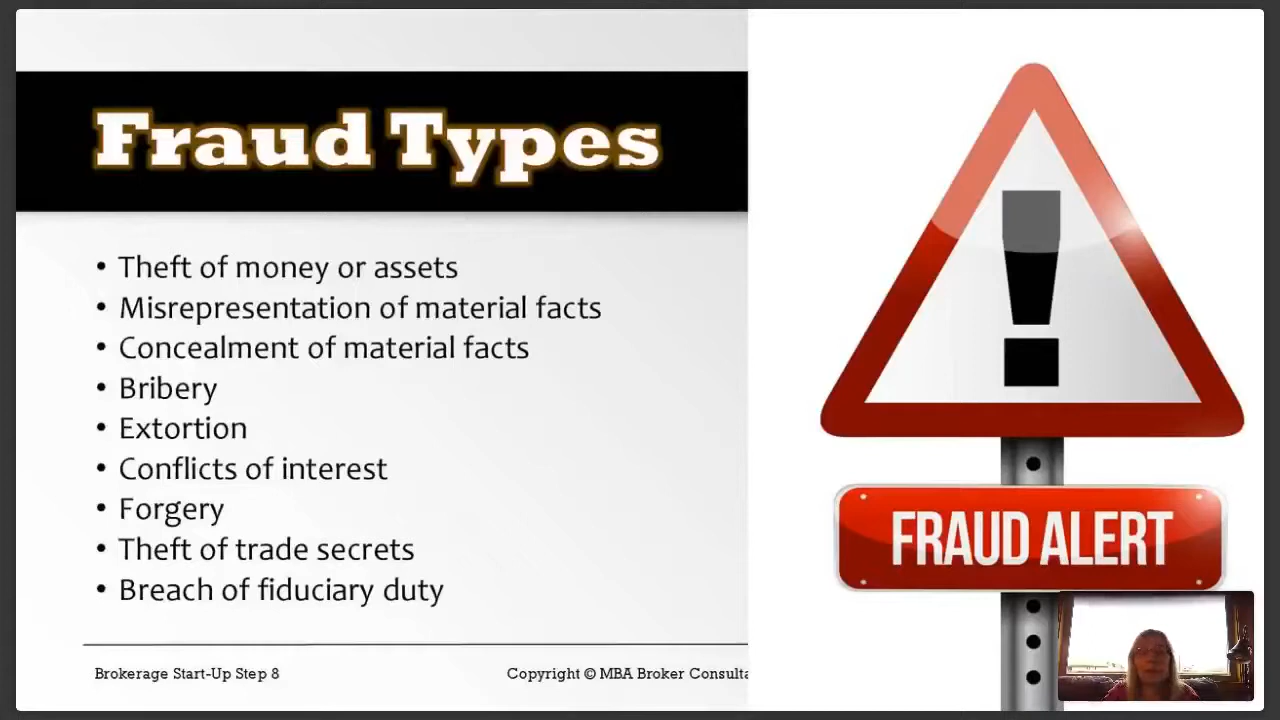 Fraud Types
• Theft of money or assets
• Misrepresentation of material facts
• Concealment of material facts
• Bribery
• Extortion
• Conflicts of interest
• Forgery
• Theft of trade secrets
• Breach of fiduciary duty
Brokerage Start-Up Step 8
Copyright © MBA Broker Consulta
FRAUD ALERT